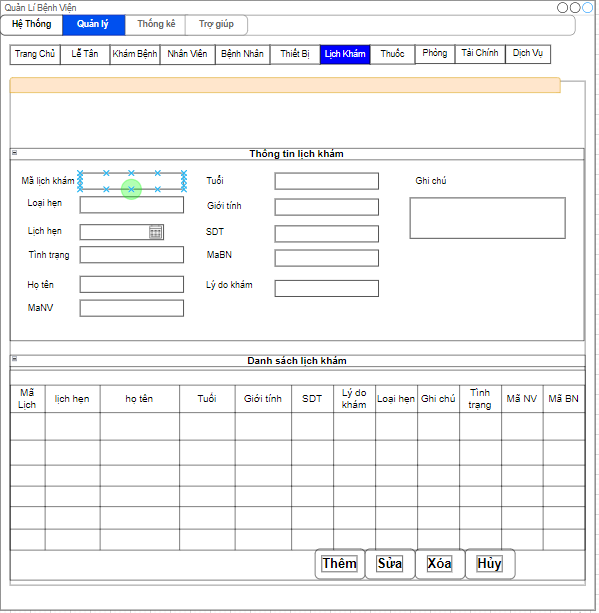 Quản Lí Bệnh Viện
Hệ Thống Quản lý Thống kê Trợ giúp
Trang Chủ Lễ Tân Khám Bệnh Nhân Viên Bệnh Nhân Thiết Bị Lịch Khám Thuốc Phòng Tài Chính Dịch Vụ
Thông tin lịch khám
Mã lịch khám Tuổi Ghi chú
Loại hẹn Giới tính
Lịch hẹn SDT
Tình trạng MaBN
Họ tên Lý do khám
MaNV
Danh sách lịch khám
Mã Lịch lịch hẹn họ tên Tuổi Giới tính SDT Lý do khám Loại hẹn Ghi chú Tình trạng Mã NV Mã BN
Thêm Sửa Xóa Hủy